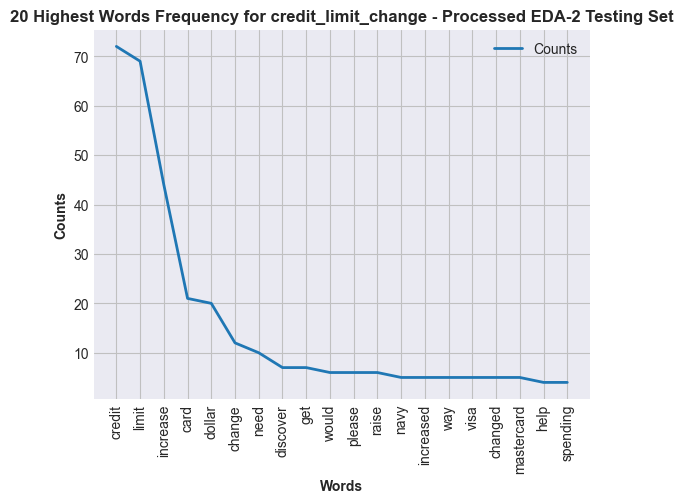 20 Highest Words Frequency for credit_limit_change - Processed EDA-2 Testing Set
Counts
70
60
50
40
30
20
10
Counts
credit
limit
increase
card
dollar
change
need
discover
get
would
please
raise
navy
increased
way
visa
changed
mastercard
help
spending
Words